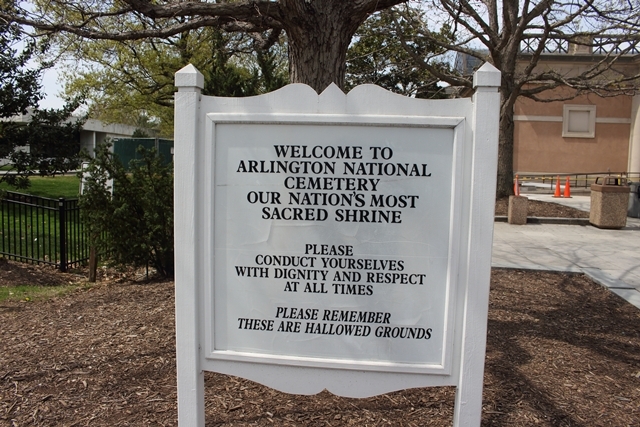 WELCOME TO
ARLINGTON NATIONAL
CEMETERY
OUR NATION'S MOST
SACRED SHRINE
PLEASE
CONDUCT YOURSELVES
WITH DIGNITY AND RESPECT
AT ALL TIMES
PLEASE REMEMBER
THESE ARE HALLOWED GROUNDS